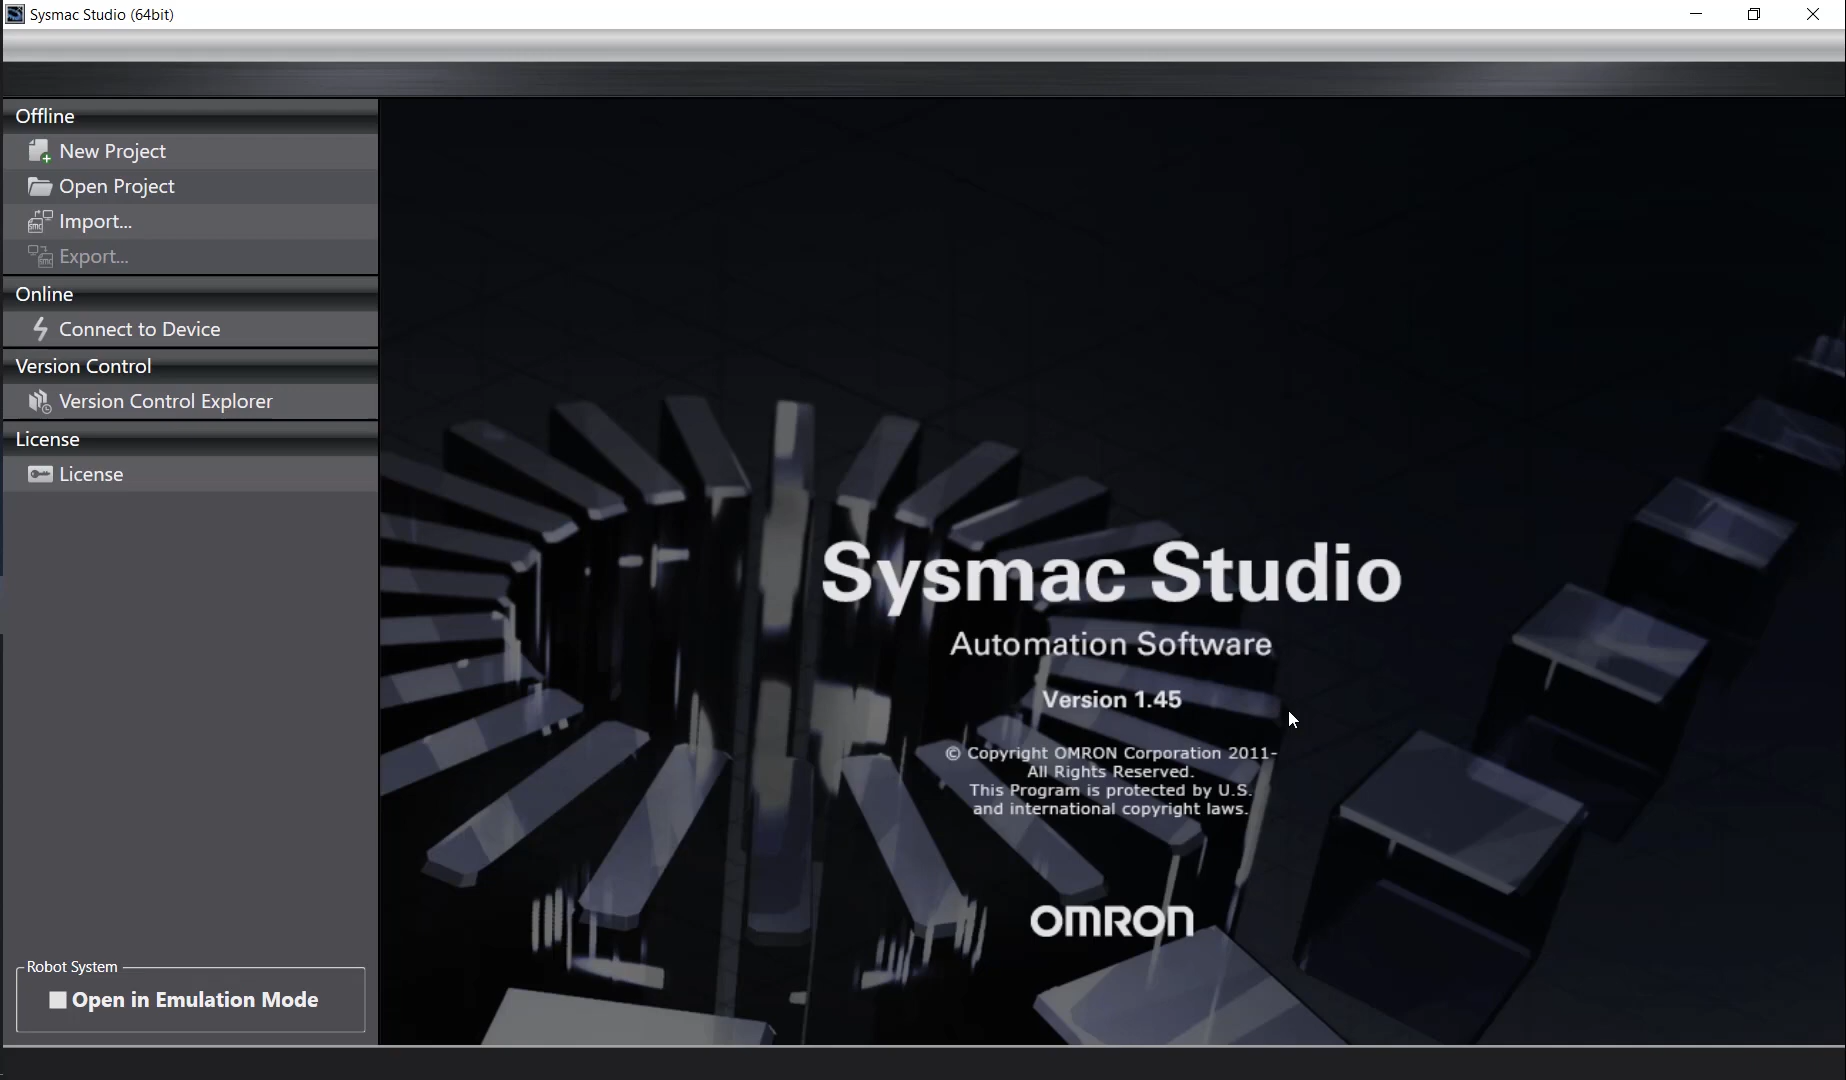 Sysmac Studio (64bit)
Offline
New Project
Open Project
Import...
Export...
Online
Connect to Device
Version Control
Version Control Explorer
License
License
Robot System
Open in Emulation Mode
Sysmac Studio
Automation Software
Version 1.45
© Copyright OMRON Corporation 2011-
All Rights Reserved.
This Program is protected by U.S.
and international copyright laws.
OMRON